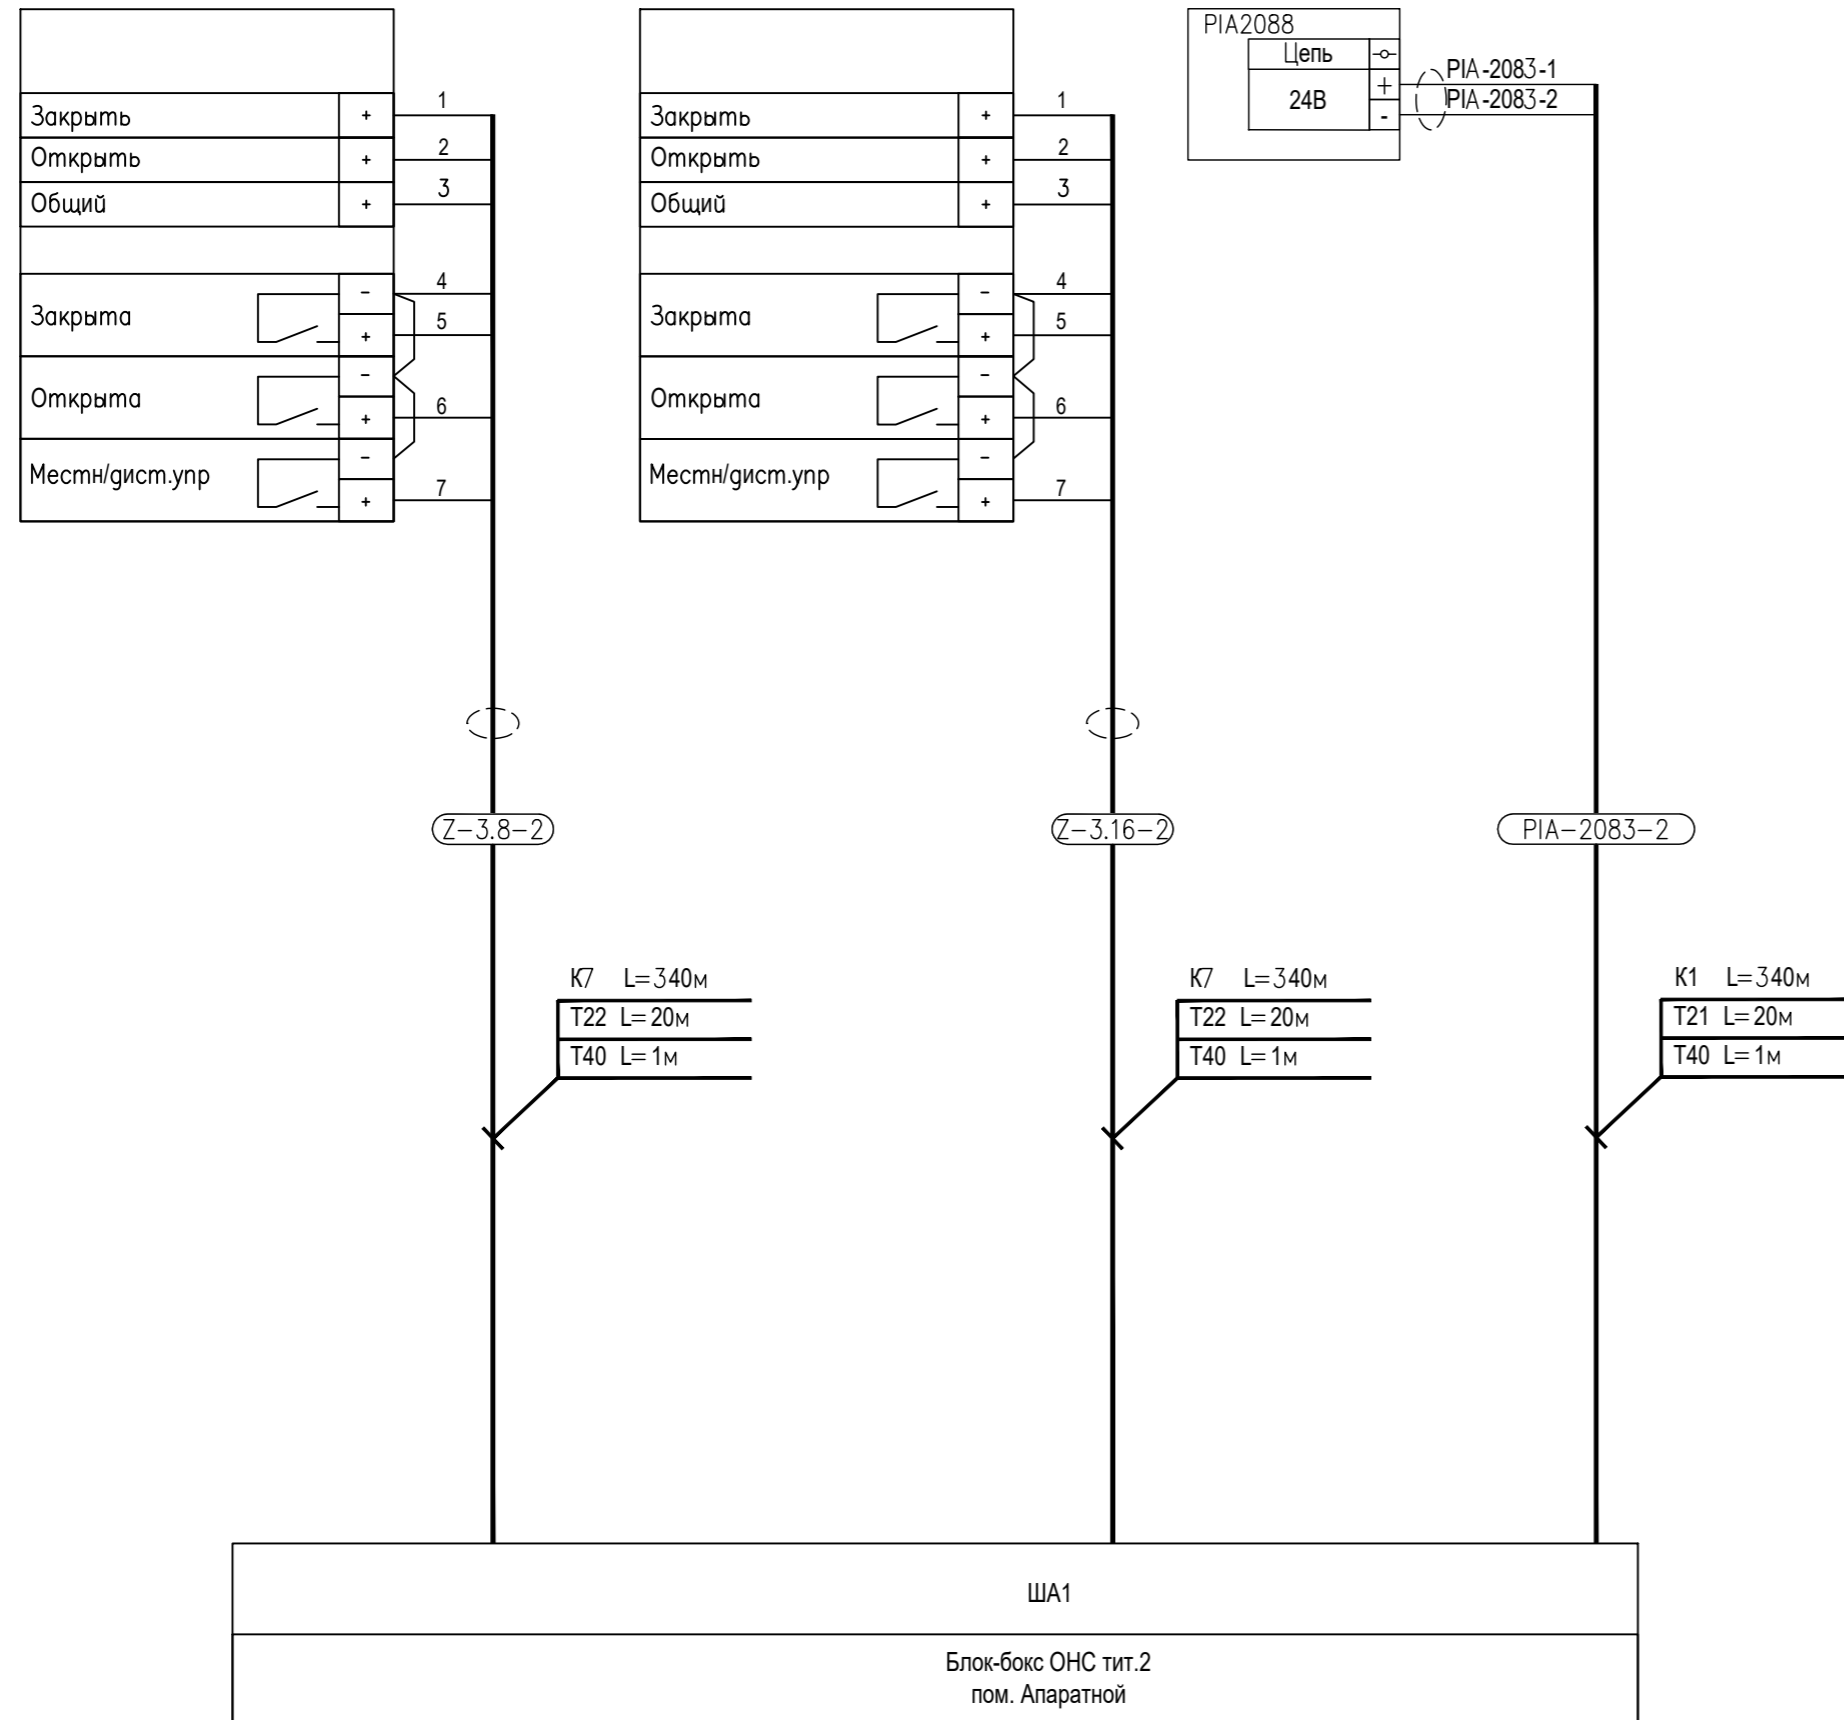 Закрыть + 1
Открыть + 2
Общий + 3
Закрыта - 4
+ 5
Открыта -
+ 6
Местн/дист.упр -
+ 7
Закрыть + 1
Открыть + 2
Общий + 3
Закрыта - 4
+ 5
Открыта -
+ 6
Местн/дист.упр -
+ 7
PIA2088
Цепь
24В + PIA-2083-1
- PIA-2083-2
Z-3.8-2
Z-3.16-2
PIA-2083-2
К7 L=340м
Т22 L=20м
Т40 L=1м
К7 L=340м
Т22 L=20м
Т40 L=1м
К1 L=340м
Т21 L=20м
Т40 L=1м
ША1
Блок-бокс ОНС тит.2
пом. Апаратной